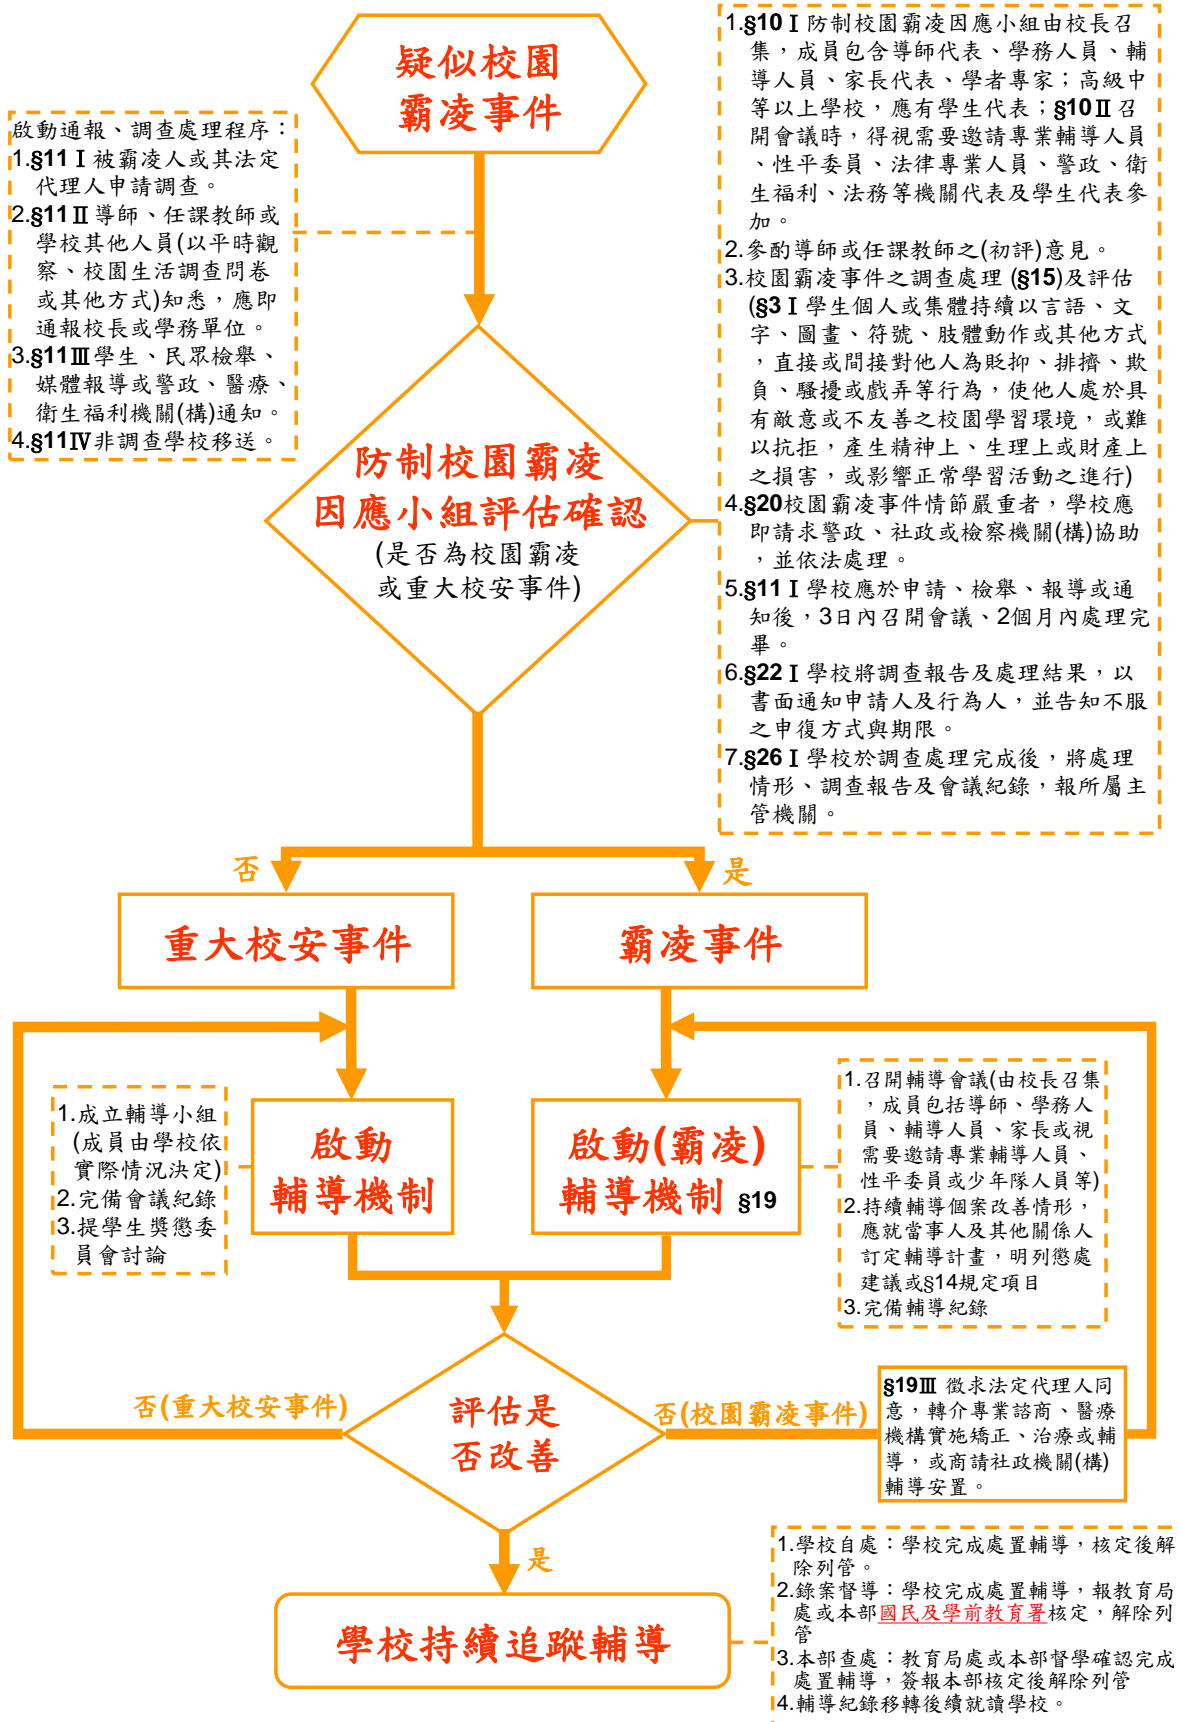 疑似校園
霸凌事件
啟動通報、調查處理程序：
1.§11Ⅰ被霸凌人或其法定
代理人申請調查。
2.§11Ⅱ導師、任課教師或
學校其他人員(以平時觀
察、校園生活調查問卷
或其他方式)知悉，應即
通報校長或學務單位。
3.§11Ⅲ學生、民眾檢舉、
媒體報導或警政、醫療、
衛生福利機關(構)通知。
4.§11Ⅳ非調查學校移送。
1.§10Ⅰ防制校園霸凌因應小組由校長召
集，成員包含導師代表、學務人員、輔
導人員、家長代表、學者專家；高級中
等以上學校，應有學生代表；§10Ⅱ召
開會議時，得視需要邀請專業輔導人員
、性平委員、法律專業人員、警政、衛
生福利、法務等機關代表及學生代表參
加。
2.參酌導師或任課教師之(初評)意見。
3.校園霸凌事件之調查處理 (§15)及評估
(§3Ⅰ學生個人或集體持續以言語、文
字、圖畫、符號、肢體動作或其他方式
，直接或間接對他人為貶抑、排擠、欺
負、騷擾或戲弄等行為，使他人處於具
有敵意或不友善之校園學習環境，或難
以抗拒，產生精神上、生理上或財產上
之損害，或影響正常學習活動之進行)
4.§20校園霸凌事件情節嚴重者，學校應
即請求警政、社政或檢察機關(構)協助
，並依法處理。
5.§11Ⅰ學校應於申請、檢舉、報導或通
知後，3日內召開會議、2個月內處理完
畢。
6.§22Ⅰ學校將調查報告及處理結果，以
書面通知申請人及行為人，並告知不服
之申復方式與期限。
7.§26Ⅰ學校於調查處理完成後，將處理
情形、調查報告及會議紀錄，報所屬主
管機關。
防制校園霸凌
因應小組評估確認
(是否為校園霸凌
或重大校安事件)
否
是
重大校安事件
霸凌事件
1.成立輔導小組
(成員由學校依
實際情況決定)
2.完備會議紀錄
3.提學生獎懲委
員會討論
啟動
輔導機制
啟動(霸凌)
輔導機制 §19
1.召開輔導會議(由校長召集
，成員包括導師、學務人
員、輔導人員、家長或視
需要邀請專業輔導人員、
性平委員或少年隊人員等)
2.持續輔導個案改善情形，
應就當事人及其他關係人
訂定輔導計畫，明列懲處
建議或§14規定項目
3.完備輔導紀錄
否(重大校安事件)
評估是
否改善
否(校園霸凌事件)
§19Ⅲ 徵求法定代理人同
意，轉介專業諮商、醫療
機構實施矯正、治療或輔
導，或商請社政機關(構)
輔導安置。
是
學校持續追蹤輔導
1.學校自處：學校完成處置輔導，核定後解
除列管。
2.錄案督導：學校完成處置輔導，報教育局
處或本部國民及學前教育署核定，解除列
管
3.本部查處：教育局處或本部督學確認完成
處置輔導，簽報本部核定後解除列管
4.輔導紀錄移轉後續就讀學校。